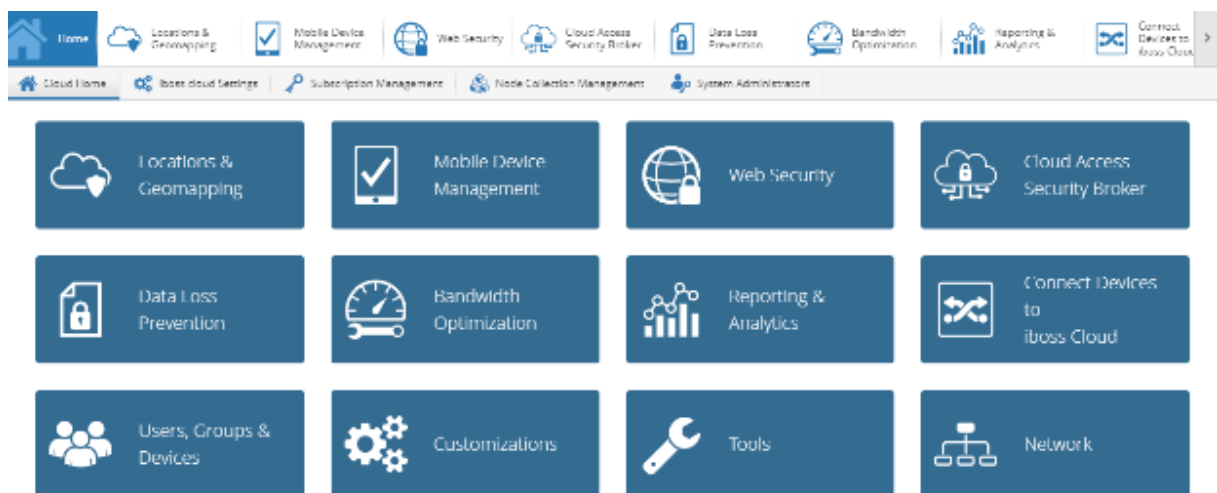 Home
Locations &
Geomapping
Mobile Device
Management
Web Security
Cloud Access
Security Broker
Data Loss
Prevention
Bandwidth
Optimization
Reporting &
Analytics
Connect
Devices to
iboss Cloud
Cloud Home
iboss cloud Settings
Subscription Management
Node Collection Management
System Administrators
Locations &
Geomapping
Mobile Device
Management
Web Security
Cloud Access
Security Broker
Data Loss
Prevention
Bandwidth
Optimization
Reporting &
Analytics
Connect Devices
to
iboss Cloud
Users, Groups &
Devices
Customizations
Tools
Network